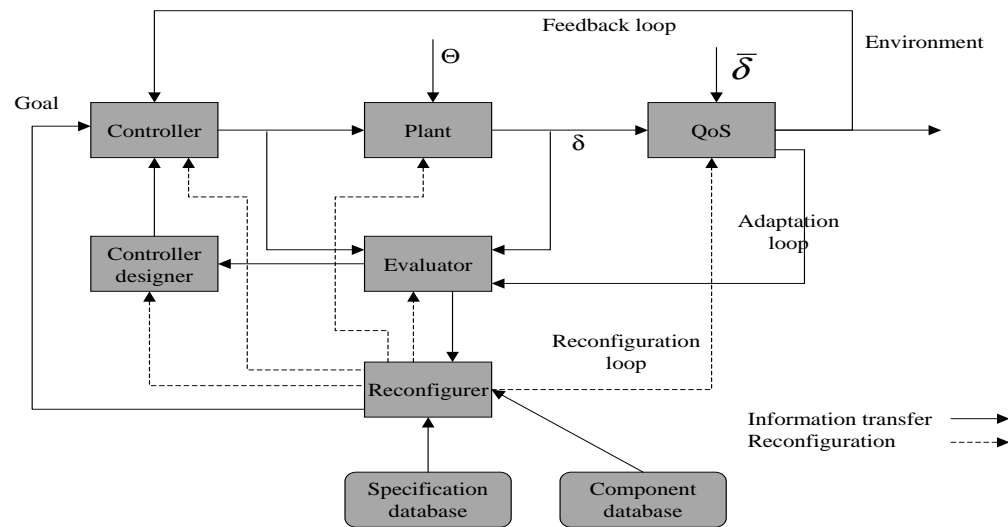 Feedback loop
Environment
Θ
δ̅
Goal
Controller
Plant
QoS
δ
Adaptation
loop
Controller
designer
Evaluator
Reconfiguration
loop
Reconfigurer
Information transfer
Reconfiguration
Specification
database
Component
database